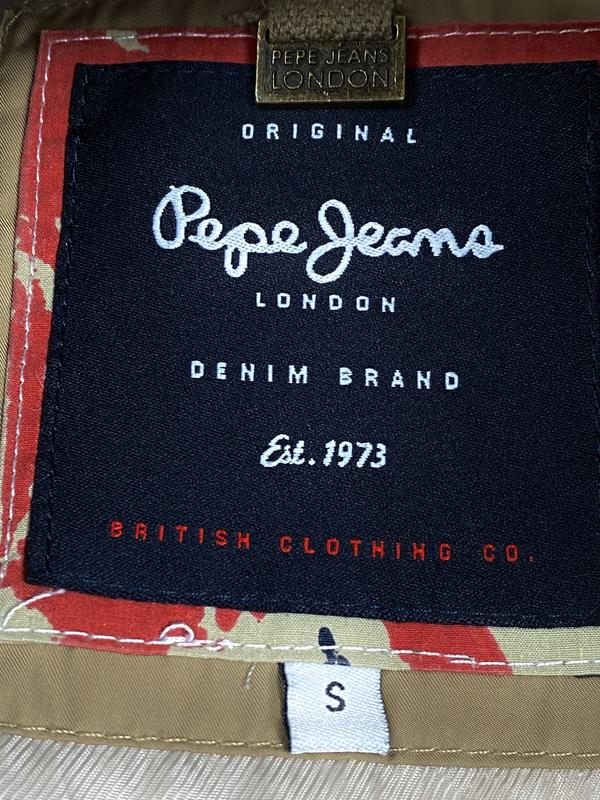 PEPE JEANS
LONDON
ORIGINAL
Pepe Jeans
LONDON
DENIM BRAND
Est. 1973
BRITISH CLOTHING CO.
S